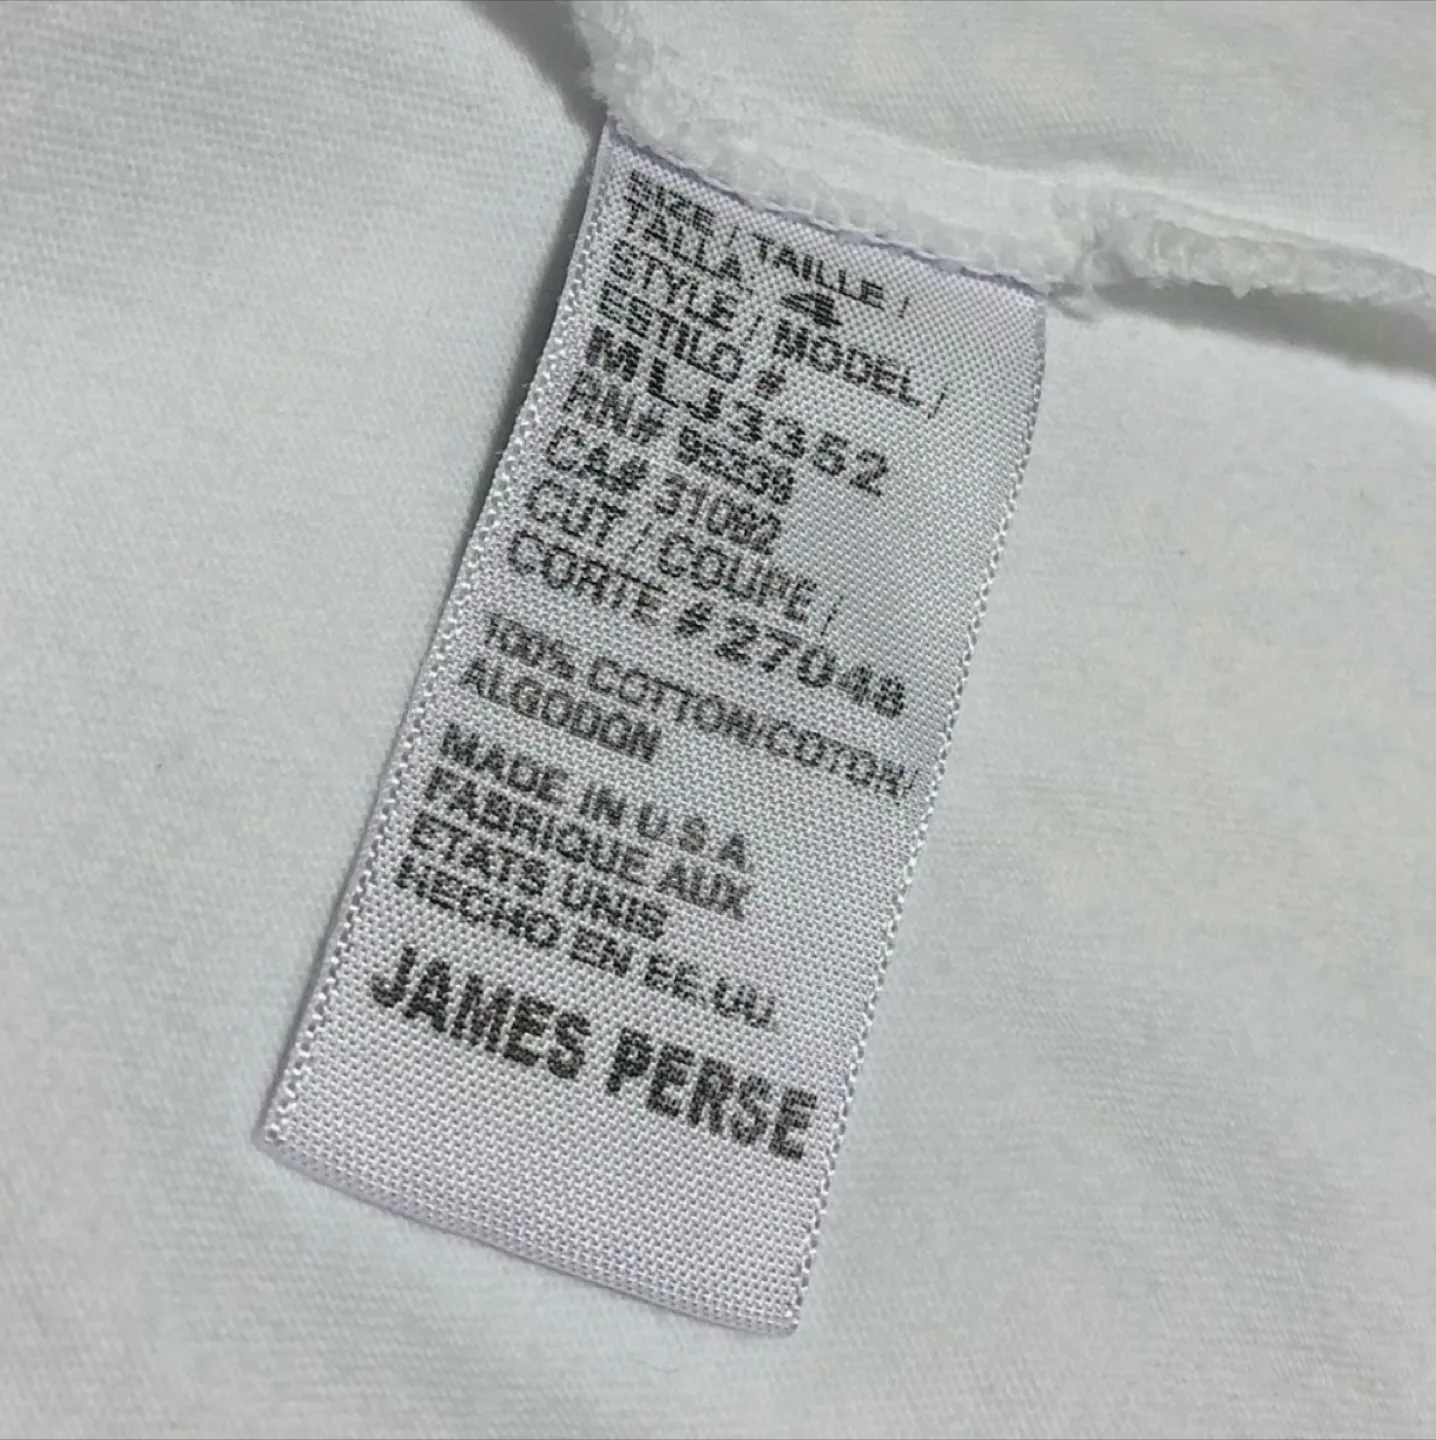 SIZE / TAILLE /
TALLA 4
STYLE / MODEL /
ESTILO #
MLJ3352
RN# 95539
CA# 31092
CUT / COUPE /
CORTE # 27048
100% COTTON/COTON/
ALGODON
MADE IN U S A
FABRIQUE AUX
ETATS UNIS
HECHO EN EE. UU.
JAMES PERSE